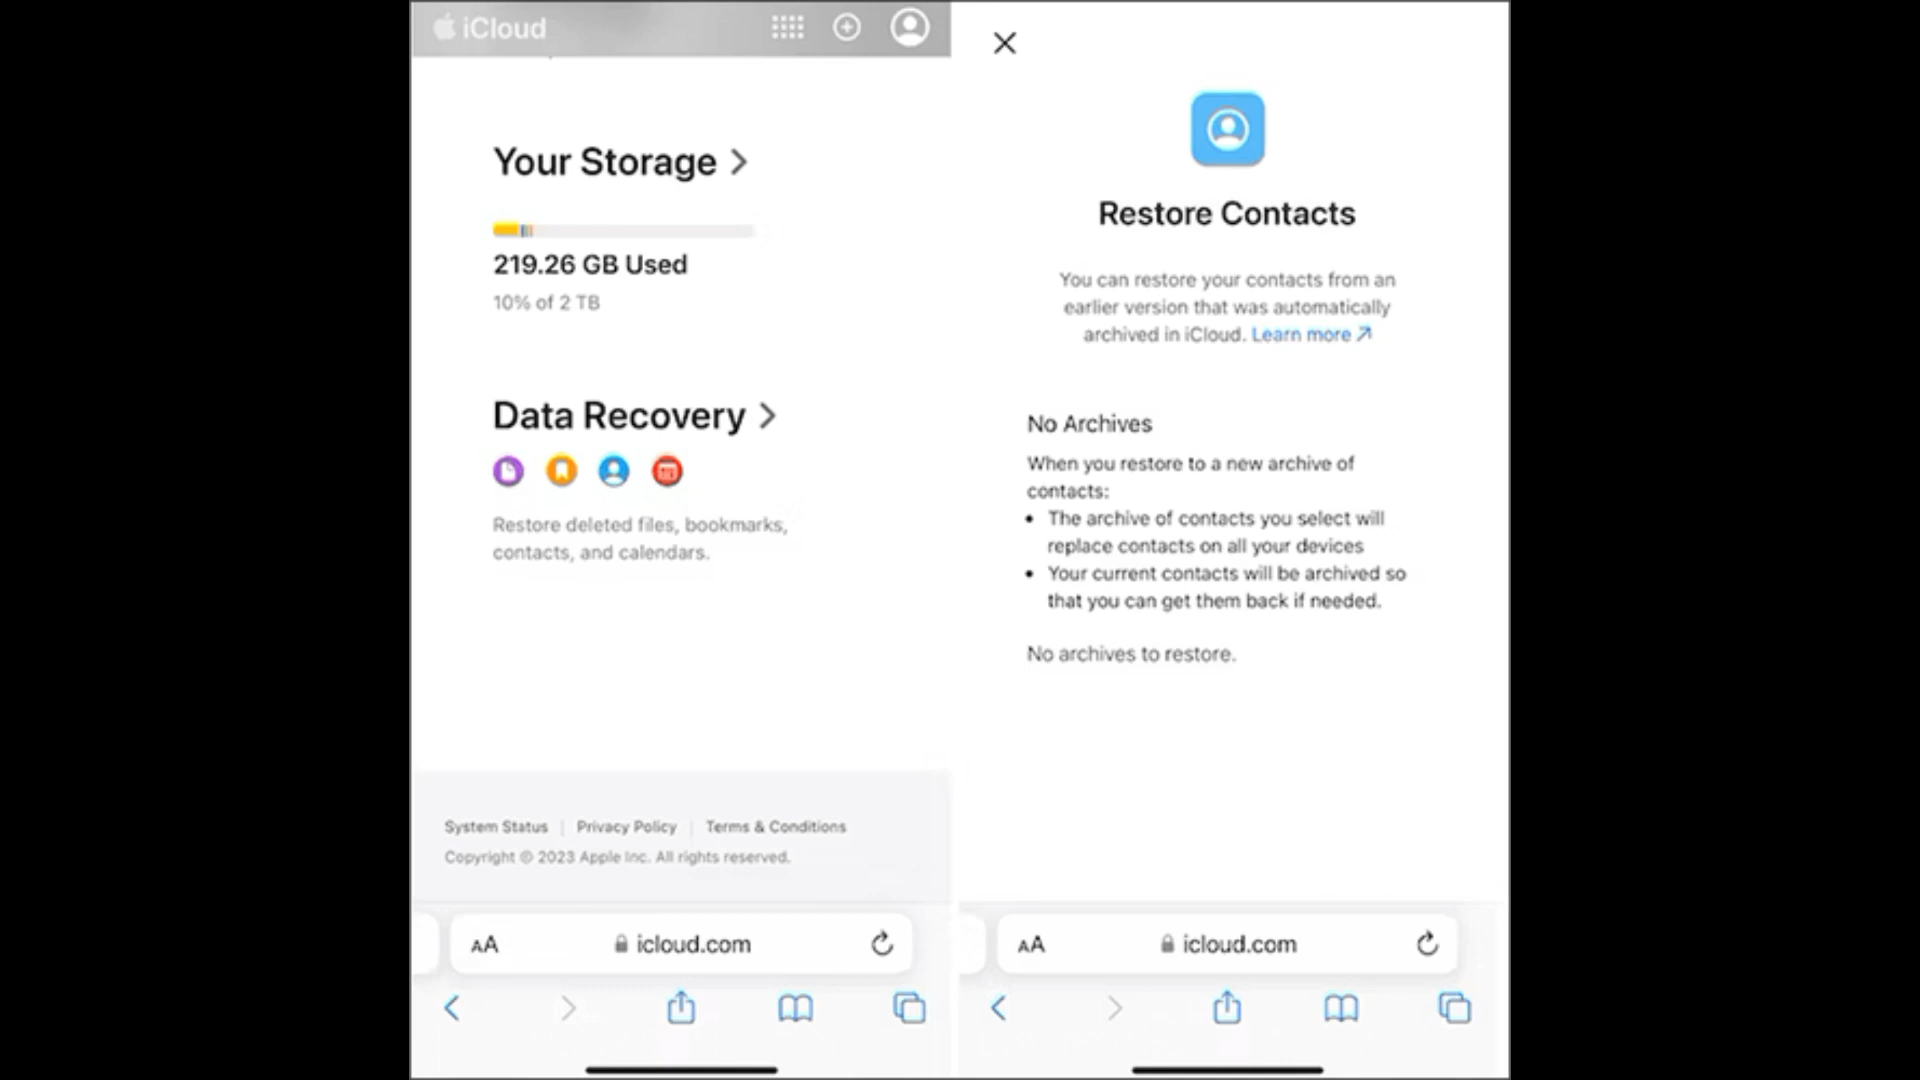 iCloud
Your Storage
219.26 GB Used
10% of 2 TB
Data Recovery
Restore deleted files, bookmarks,
contacts, and calendars.
System Status | Privacy Policy | Terms & Conditions
Copyright © 2023 Apple Inc. All rights reserved.
AA icloud.com
Restore Contacts
You can restore your contacts from an
earlier version that was automatically
archived in iCloud. Learn more ↗
No Archives
When you restore to a new archive of
contacts:
• The archive of contacts you select will
replace contacts on all your devices
• Your current contacts will be archived so
that you can get them back if needed.
No archives to restore.
AA icloud.com